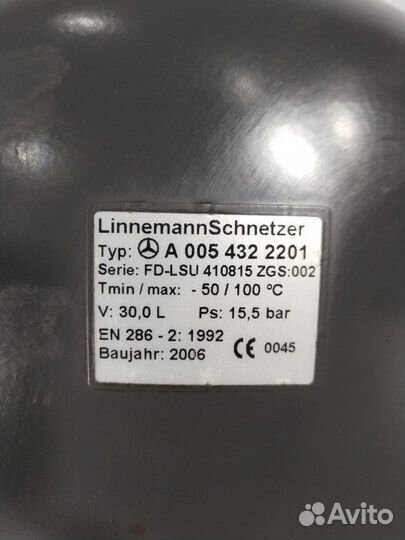 LinnemannSchnetzer
Typ: A 005 432 2201
Serie: FD-LSU 410815 ZGS:002
Tmin / max: - 50 / 100 °C
V: 30,0 L Ps: 15,5 bar
EN 286 - 2: 1992
Baujahr: 2006 CE 0045
Avito